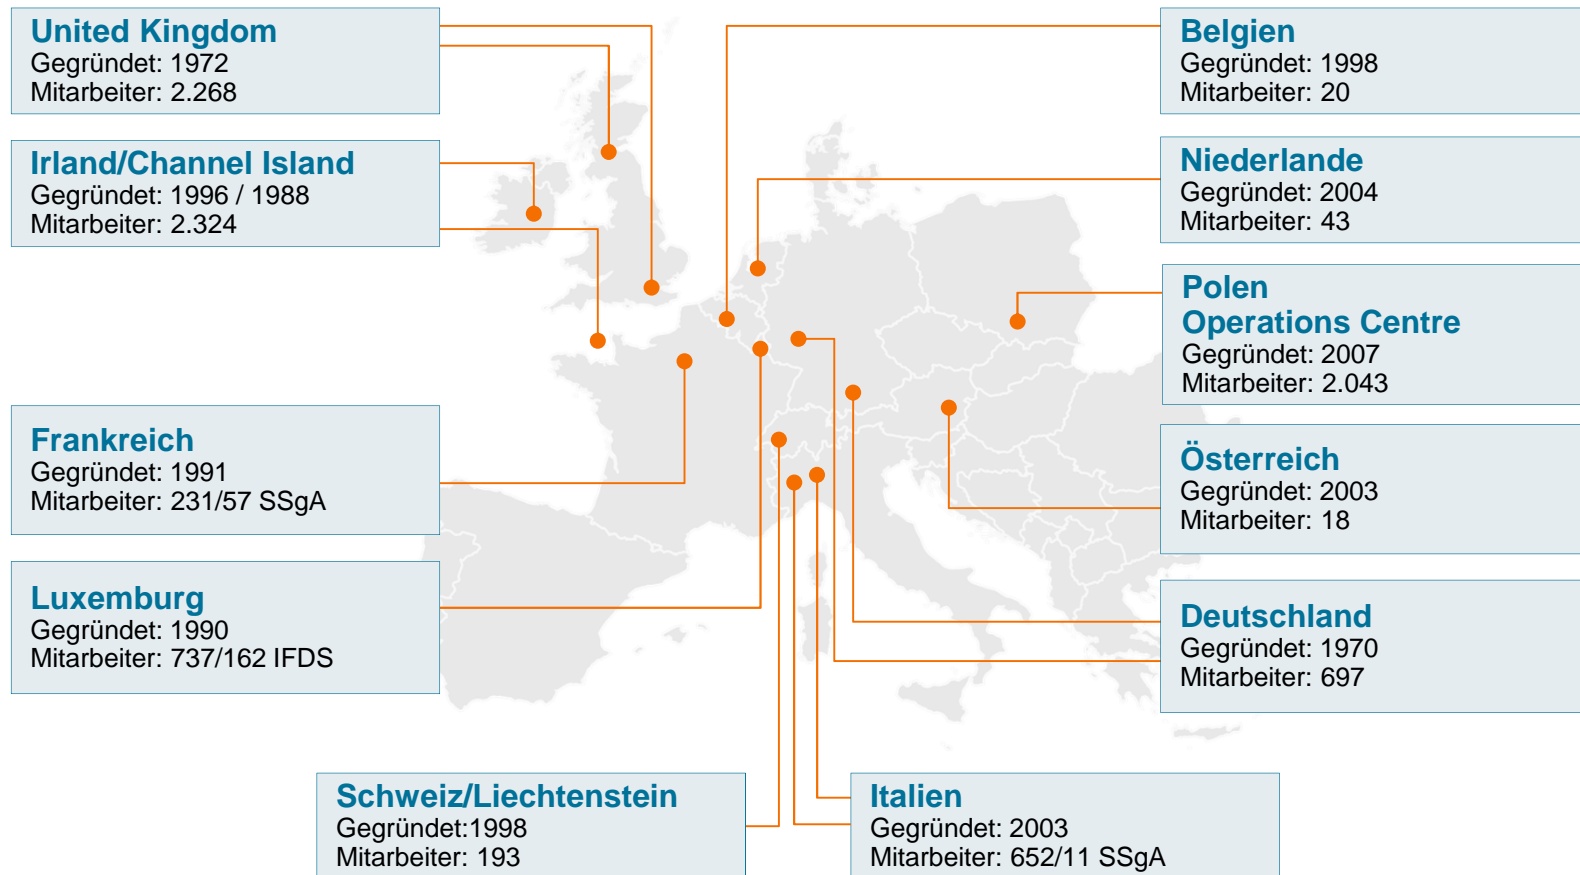 United Kingdom
Gegründet: 1972
Mitarbeiter: 2.268
Irland/Channel Island
Gegründet: 1996 / 1988
Mitarbeiter: 2.324
Frankreich
Gegründet: 1991
Mitarbeiter: 231/57 SSgA
Luxemburg
Gegründet: 1990
Mitarbeiter: 737/162 IFDS
Schweiz/Liechtenstein
Gegründet:1998
Mitarbeiter: 193
Italien
Gegründet: 2003
Mitarbeiter: 652/11 SSgA
Belgien
Gegründet: 1998
Mitarbeiter: 20
Niederlande
Gegründet: 2004
Mitarbeiter: 43
Polen
Operations Centre
Gegründet: 2007
Mitarbeiter: 2.043
Österreich
Gegründet: 2003
Mitarbeiter: 18
Deutschland
Gegründet: 1970
Mitarbeiter: 697